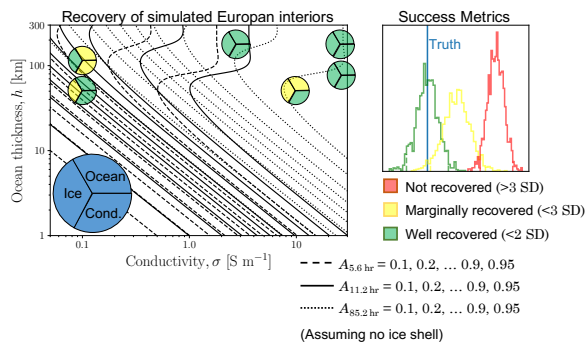 Recovery of simulated Europan interiors
Success Metrics
Ocean thickness, h [km]
300
100
10
1
0.1
1.0
10
Conductivity, σ [S m⁻¹]
Ice
Ocean
Cond.
Truth
Not recovered (>3 SD)
Marginally recovered (<3 SD)
Well recovered (<2 SD)
A5.6 hr = 0.1, 0.2, ... 0.9, 0.95
A11.2 hr = 0.1, 0.2, ... 0.9, 0.95
A85.2 hr = 0.1, 0.2, ... 0.9, 0.95
(Assuming no ice shell)